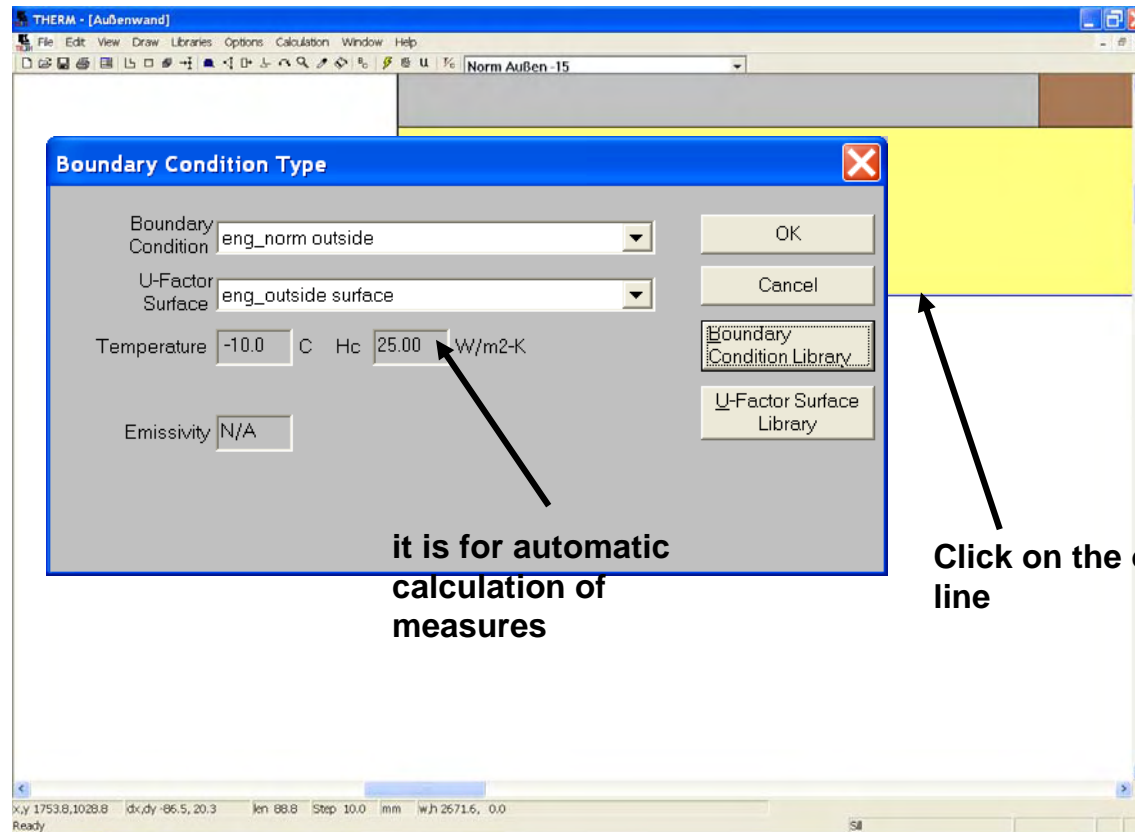 THERM - [Außenwand]
File Edit View Draw Libraries Options Calculation Window Help
Norm Außen -15
Boundary Condition Type
Boundary Condition
eng_norm outside
U-Factor Surface
eng_outside surface
Temperature -10.0 C Hc 25.00 W/m2-K
Emissivity N/A
OK
Cancel
Boundary
Condition Library
U-Factor Surface
Library
it is for automatic
calculation of
measures
Click on the
line
x,y 1753.8,1028.8 dx,dy -86.5, 20.3 len 88.8 Step 10.0 mm w,h 2671.6, 0.0
Ready
Sill